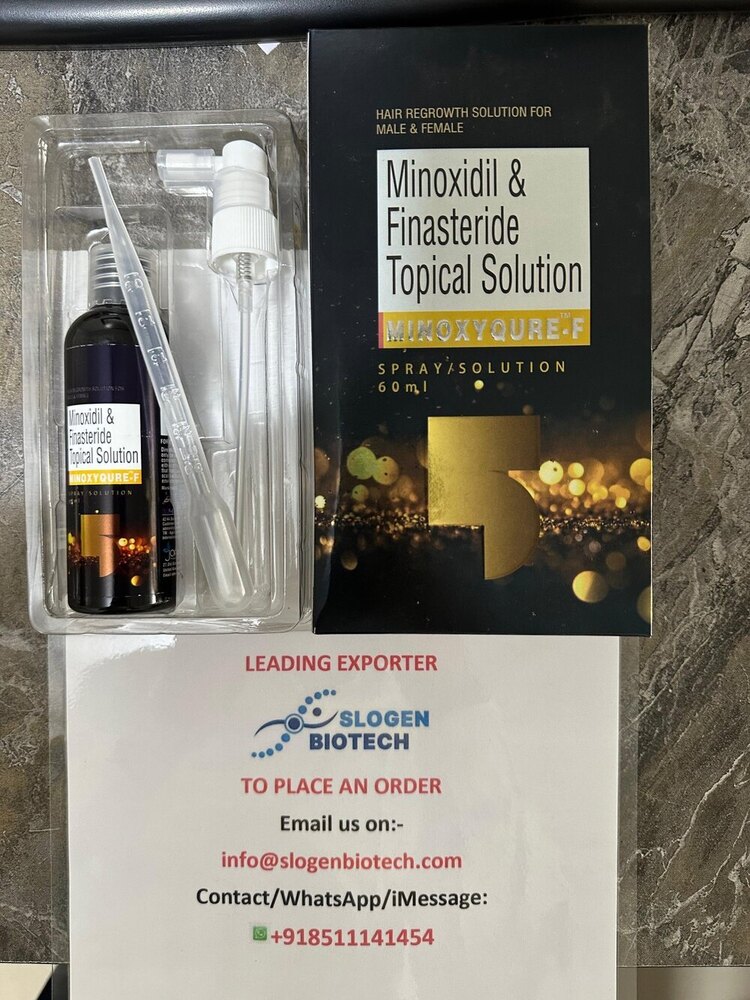 HAIR REGROWTH SOLUTION FOR
MALE & FEMALE
Minoxidil &
Finasteride
Topical Solution
MINOXYQURE-F™
SPRAY/SOLUTION
60ml
Minoxidil &
Finasteride
Topical Solution
MINOXYQURE-F
SPRAY/SOLUTION
LEADING EXPORTER
SLOGEN
BIOTECH
TO PLACE AN ORDER
Email us on:-
info@slogenbiotech.com
Contact/WhatsApp/iMessage:
+918511141454